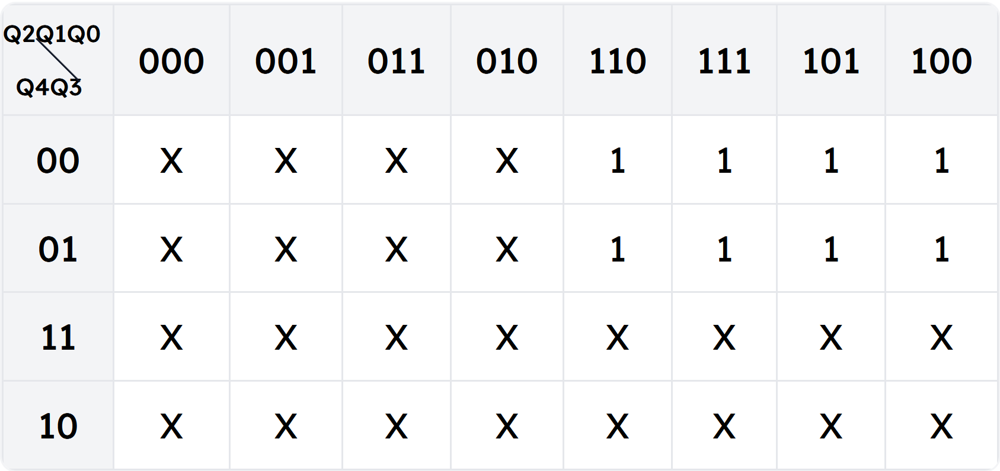 Q2Q1Q0
Q4Q3
000 001 011 010 110 111 101 100
00 X X X X 1 1 1 1
01 X X X X 1 1 1 1
11 X X X X X X X X
10 X X X X X X X X